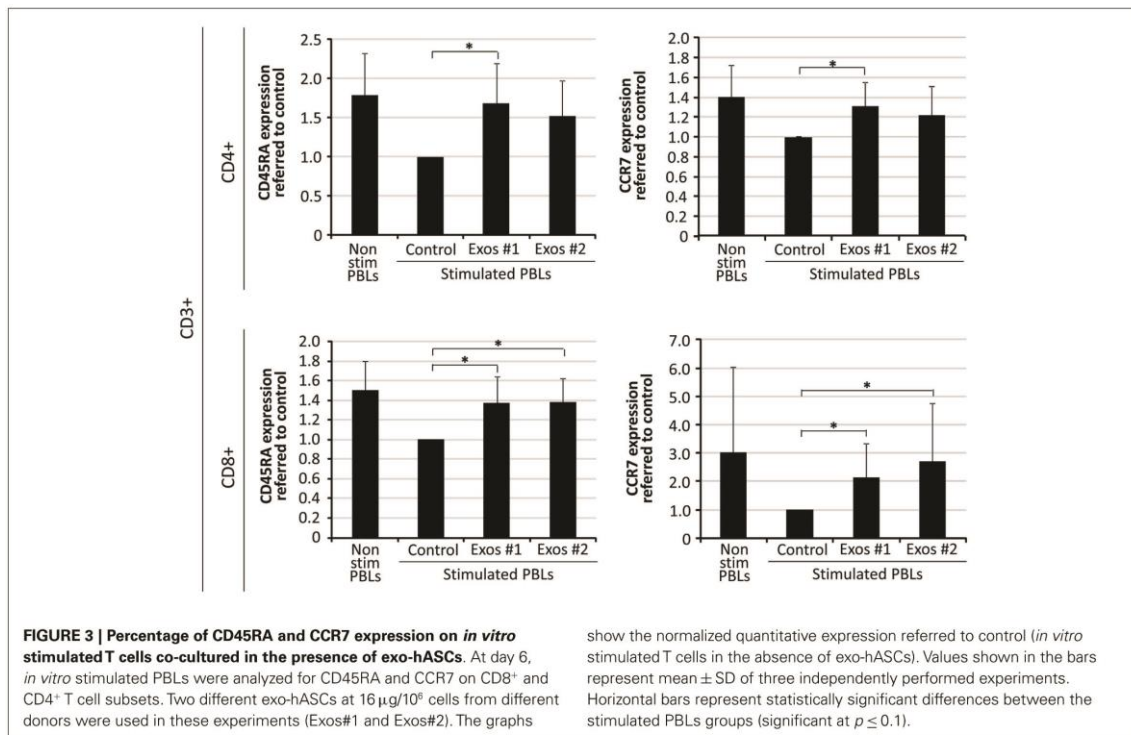 CD3+
CD4+
CD45RA expression
referred to control
2.5
2.0
1.5
1.0
0.5
0
*
Non
stim
PBLs
Control
Exos #1
Exos #2
Stimulated PBLs
CCR7 expression
referred to control
2.0
1.8
1.6
1.4
1.2
1.0
0.8
0.6
0.4
0.2
0
*
Non
stim
PBLs
Control
Exos #1
Exos #2
Stimulated PBLs
CD8+
CD45RA expression
referred to control
2.0
1.8
1.6
1.4
1.2
1.0
0.8
0.6
0.4
0.2
0
*
*
Non
stim
PBLs
Control
Exos #1
Exos #2
Stimulated PBLs
CCR7 expression
referred to control
7.0
6.0
5.0
4.0
3.0
2.0
1.0
0
*
*
Non
stim
PBLs
Control
Exos #1
Exos #2
Stimulated PBLs
FIGURE 3 | Percentage of CD45RA and CCR7 expression on in vitro
stimulated T cells co-cultured in the presence of exo-hASCs. At day 6,
in vitro stimulated PBLs were analyzed for CD45RA and CCR7 on CD8⁺ and
CD4⁺ T cell subsets. Two different exo-hASCs at 16 μg/10⁶ cells from different
donors were used in these experiments (Exos#1 and Exos#2). The graphs
show the normalized quantitative expression referred to control (in vitro
stimulated T cells in the absence of exo-hASCs). Values shown in the bars
represent mean ± SD of three independently performed experiments.
Horizontal bars represent statistically significant differences between the
stimulated PBLs groups (significant at p ≤ 0.1).